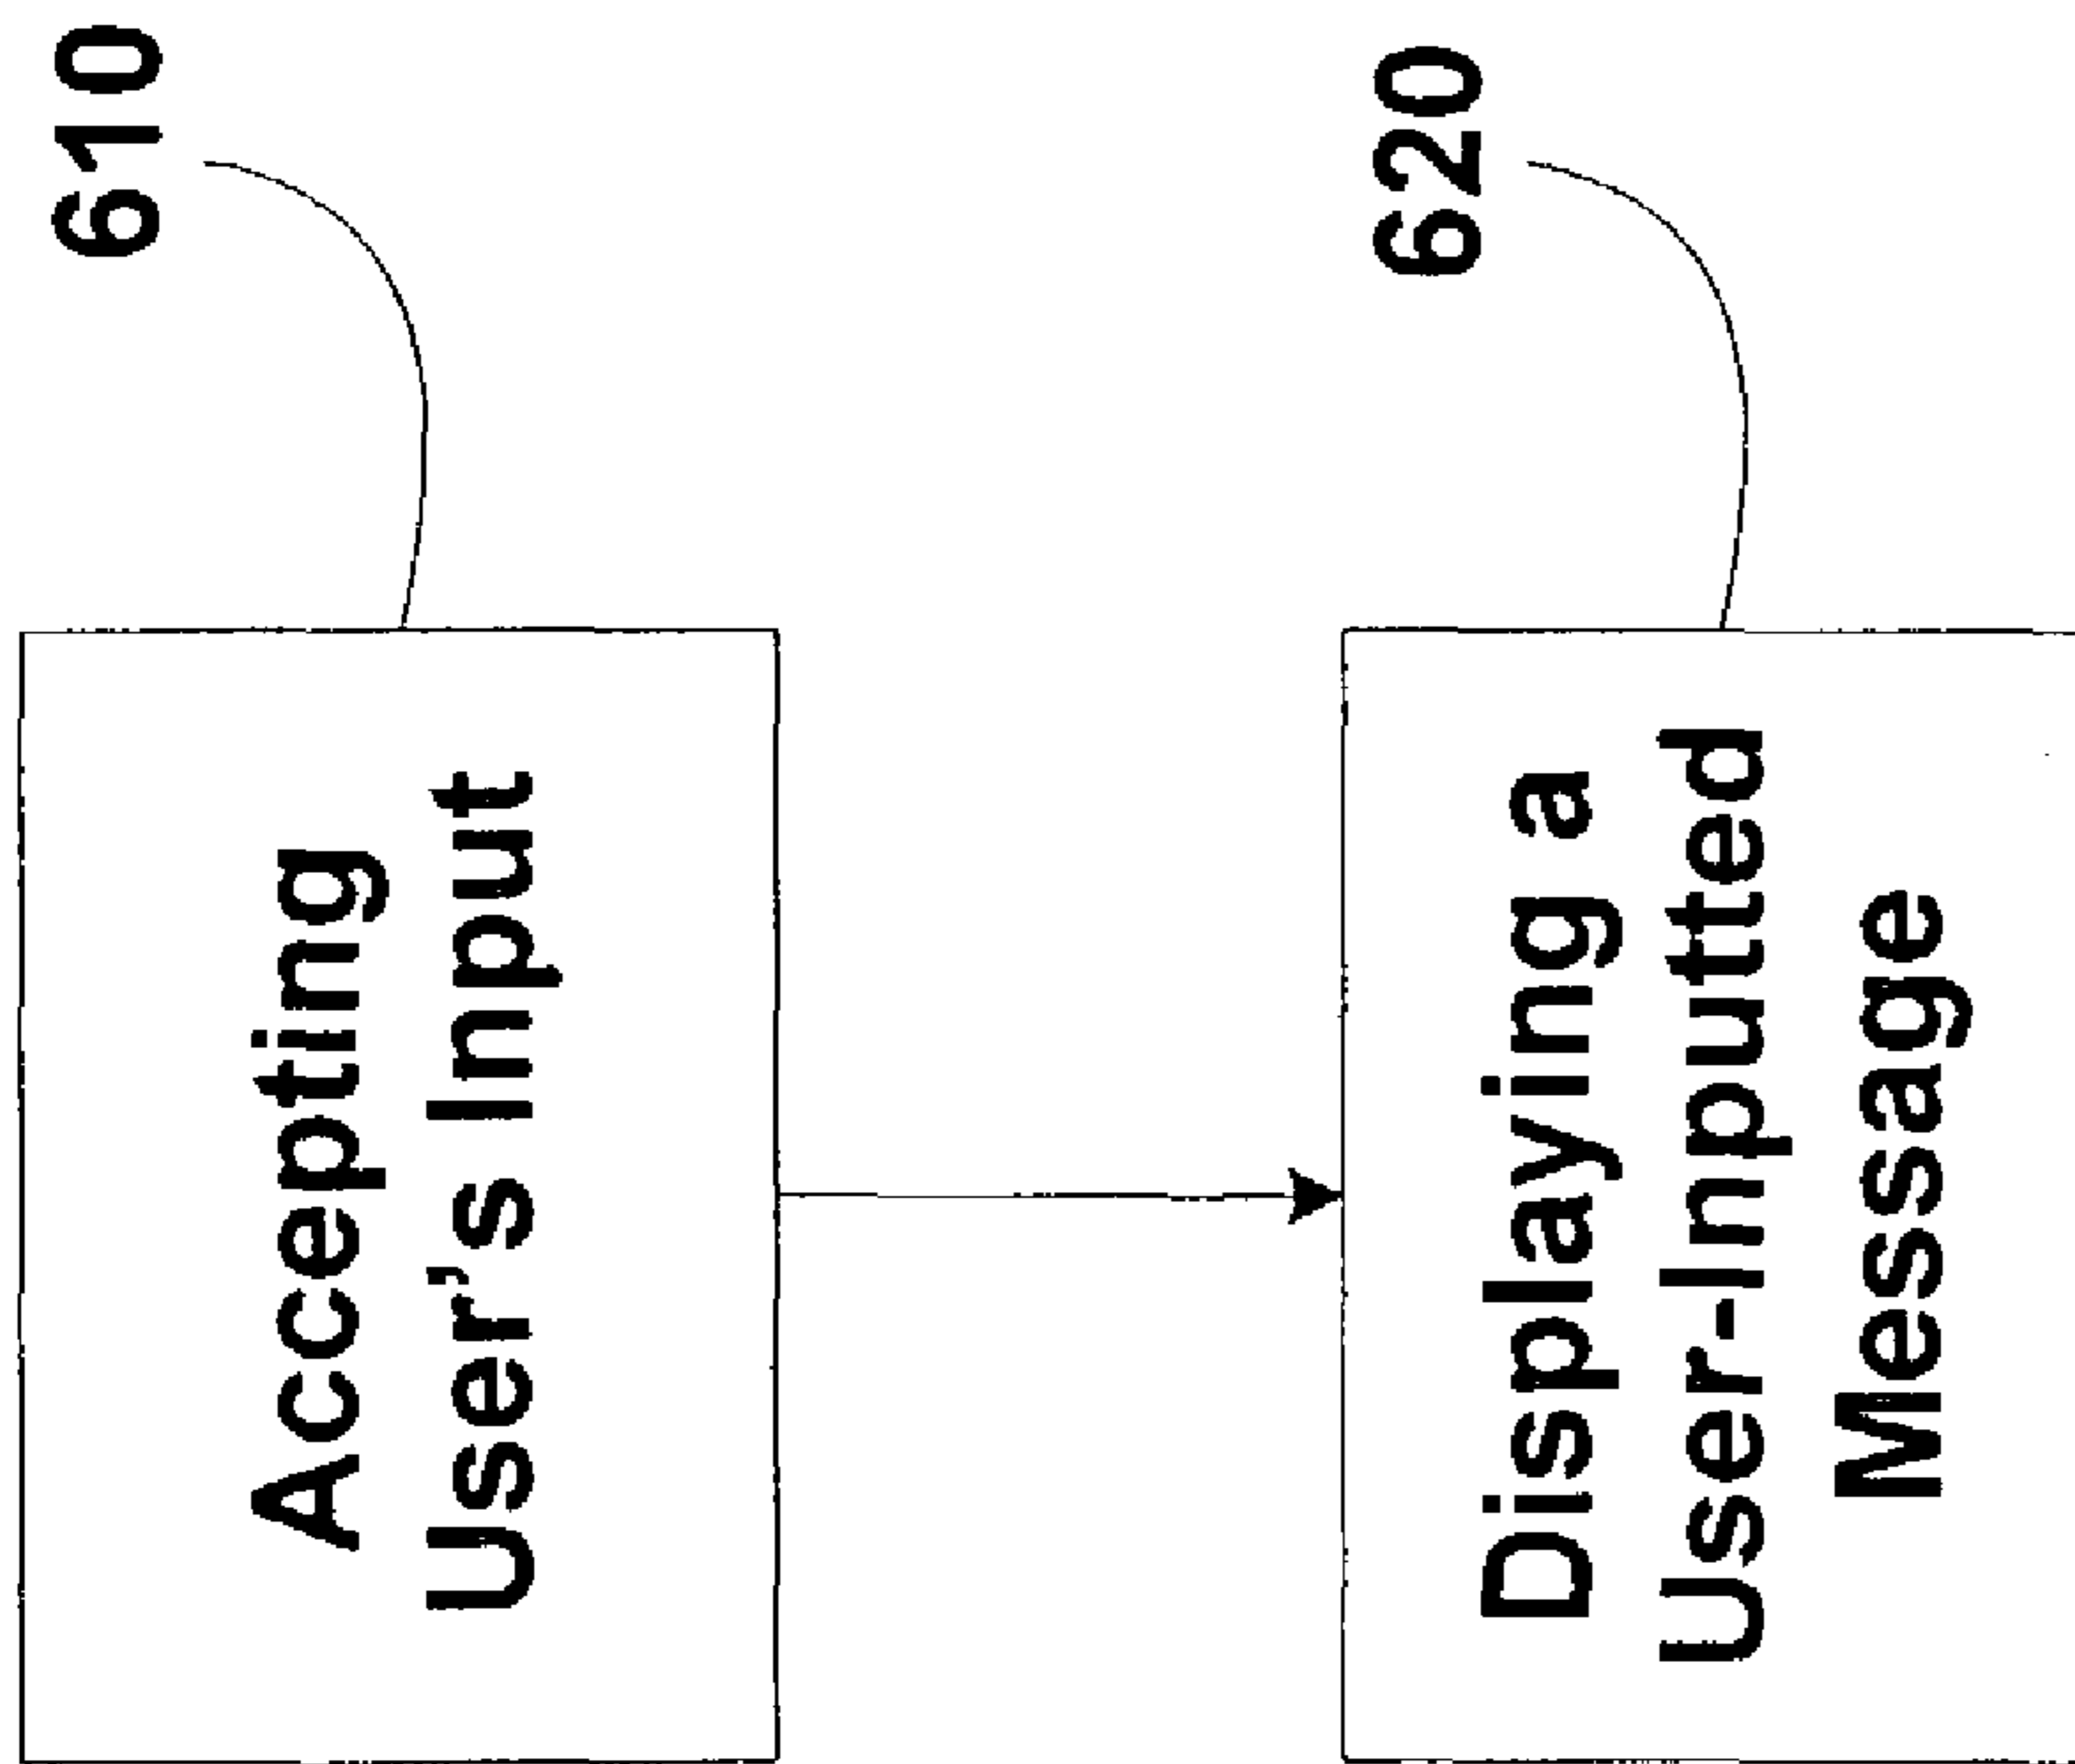 Accepting
User's Input
610
Displaying a
User-Inputted
Message
620